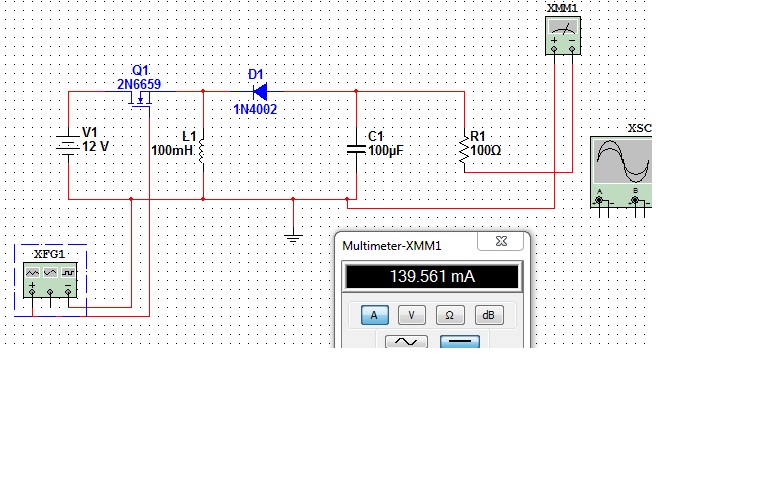 XMM1
Q1
2N6659
D1
1N4002
V1
12 V
L1
100mH
C1
100µF
R1
100Ω
XSC
A
B
XFG1
Multimeter-XMM1
139.561 mA
A V Ω dB